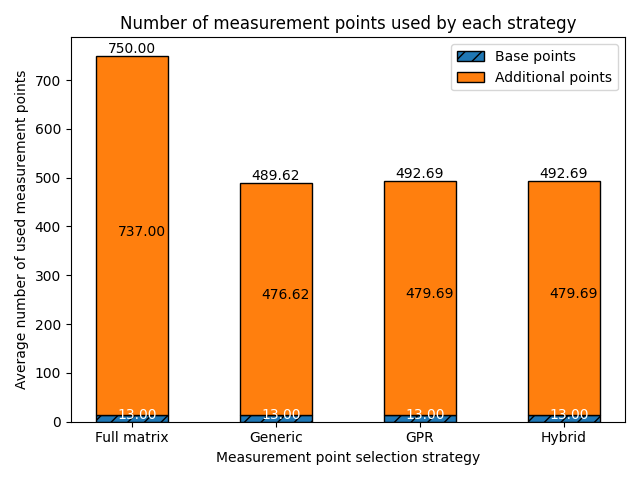 Number of measurement points used by each strategy
Average number of used measurement points
700
600
500
400
300
200
100
0
Base points
Additional points
750.00
489.62
492.69
492.69
737.00
476.62
479.69
479.69
13.00
13.00
13.00
13.00
Full matrix
Generic
GPR
Hybrid
Measurement point selection strategy